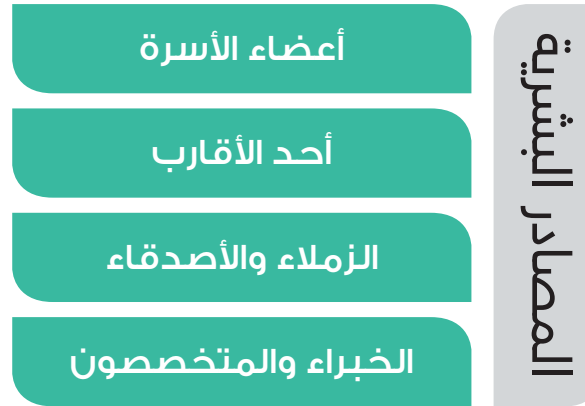 المصادر البشرية
أعضاء الأسرة
أحد الأقارب
الزملاء والأصدقاء
الخبراء والمتخصصون